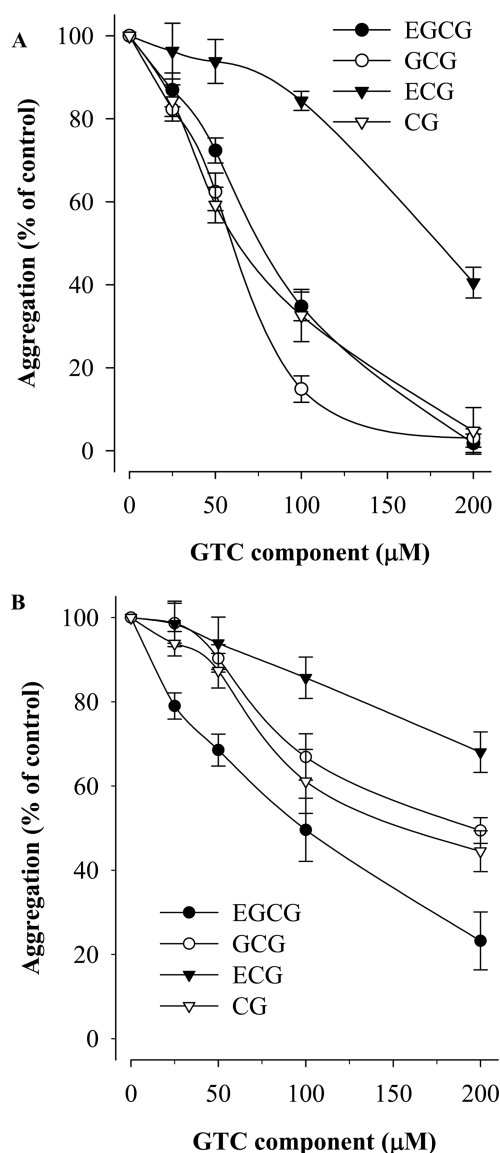 A
Aggregation (% of control)
100
80
60
40
20
0
EGCG
GCG
ECG
CG
0 50 100 150 200
GTC component (μM)
B
Aggregation (% of control)
100
80
60
40
20
0
EGCG
GCG
ECG
CG
0 50 100 150 200
GTC component (μM)